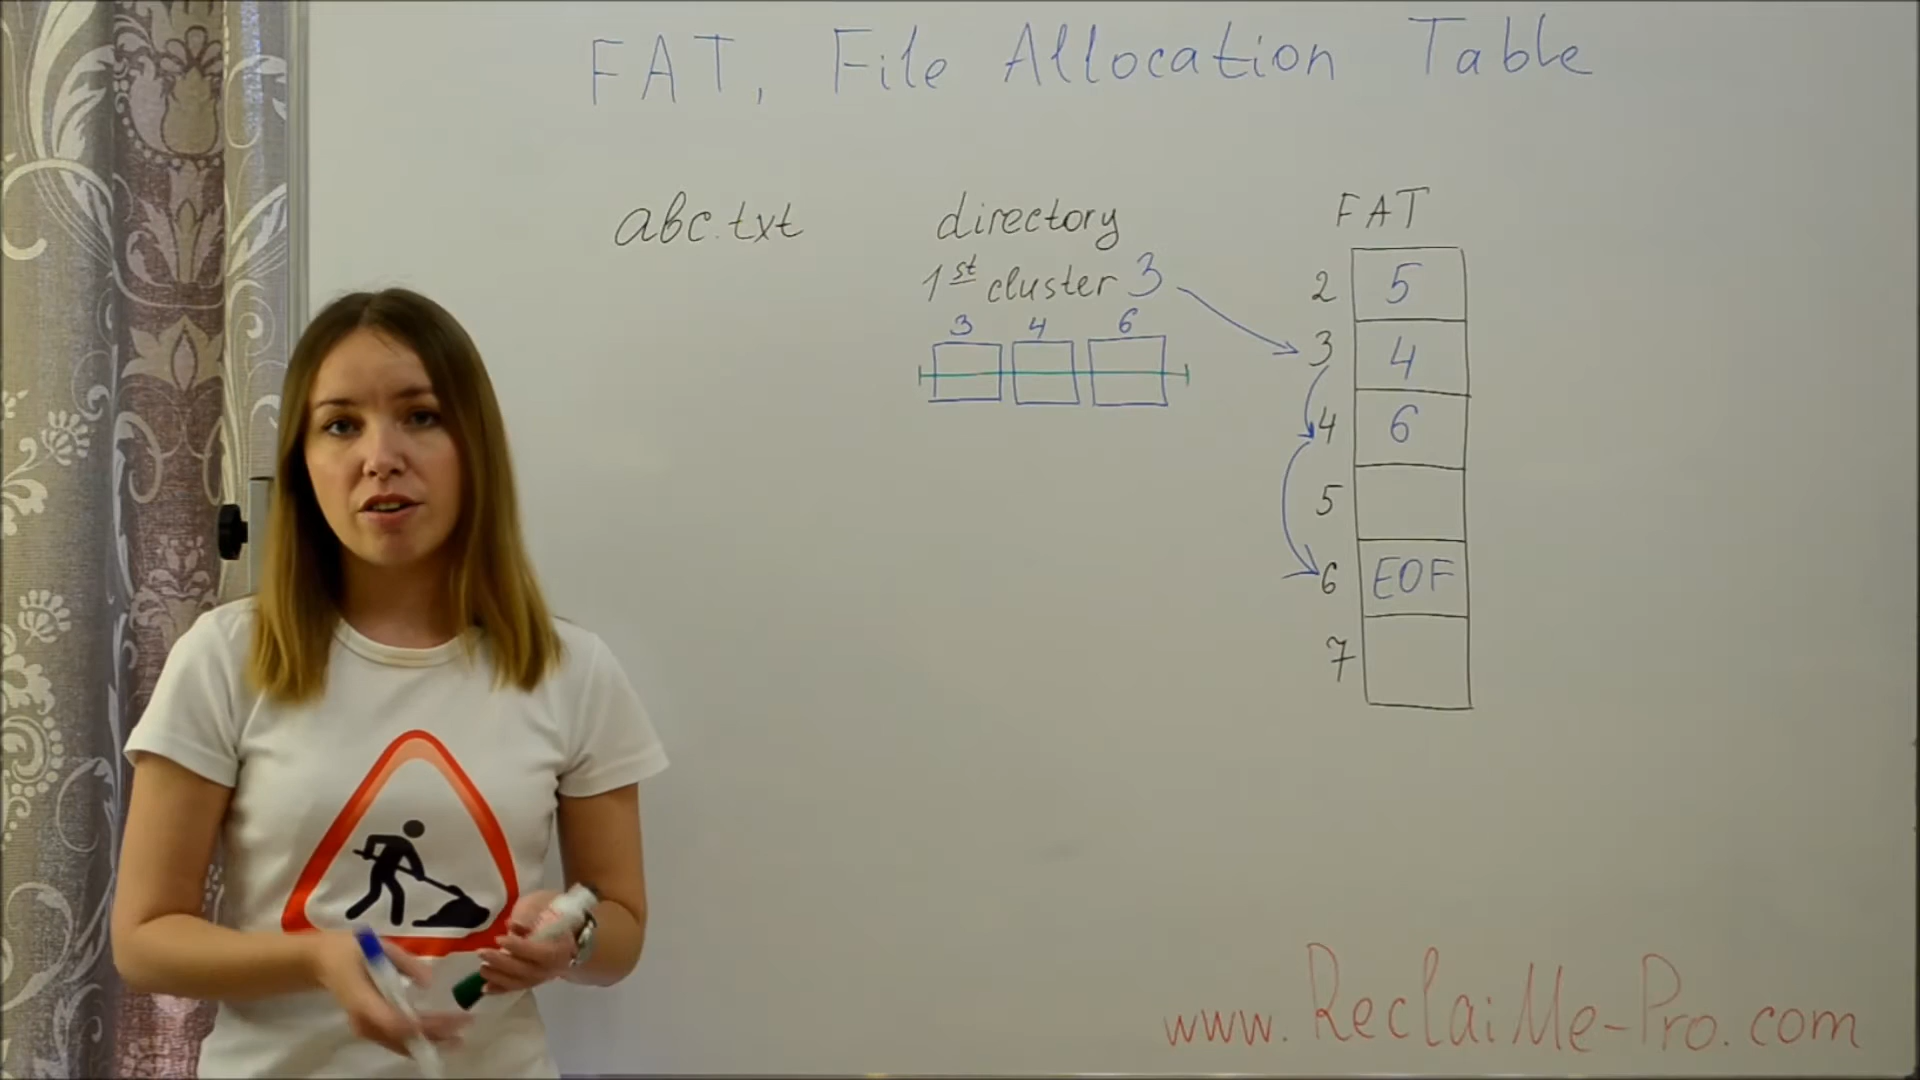 FAT, File Allocation Table
abc.txt
directory
1st cluster 3
3 4 6
FAT
2 5
3 4
4 6
5
6 EOF
7
www.ReclaiMe-Pro.com